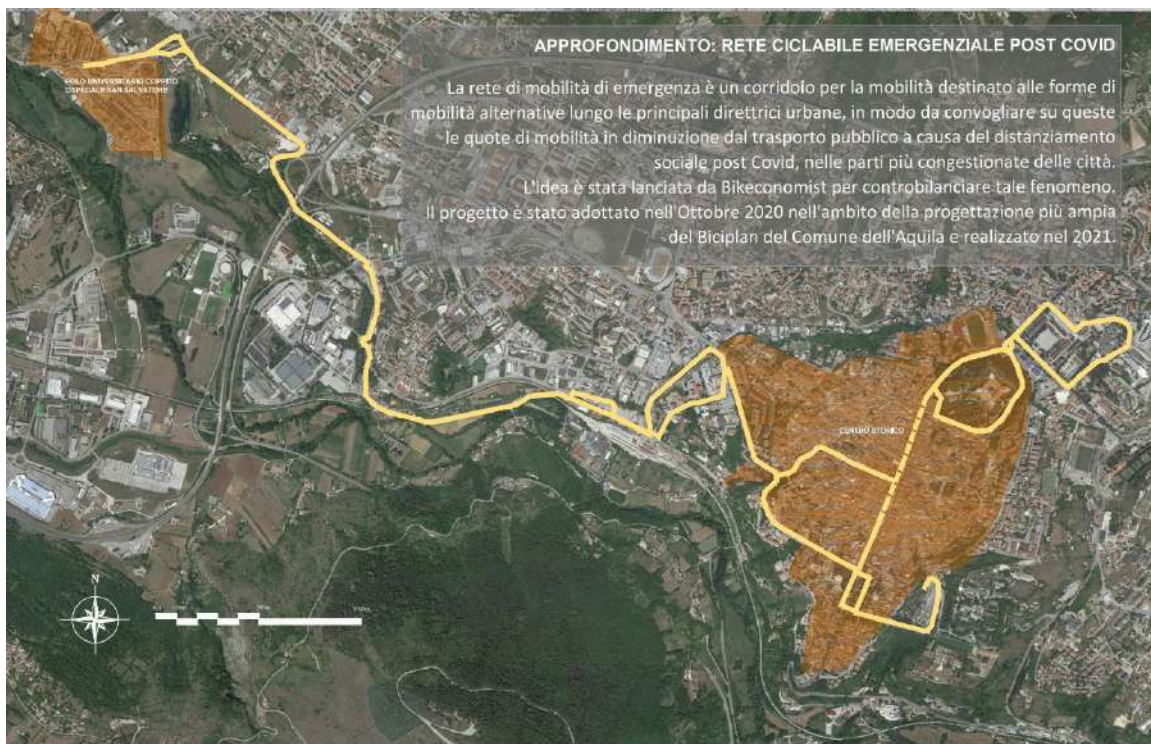 APPROFONDIMENTO: RETE CICLABILE EMERGENZIALE POST COVID
La rete di mobilità di emergenza è un corridoio per la mobilità destinato alle forme di
mobilità alternative lungo le principali direttrici urbane, in modo da convogliare su queste
le quote di mobilità in diminuzione dal trasporto pubblico a causa del distanziamento
sociale post Covid, nelle parti più congestionate delle città.
L'idea è stata lanciata da Bikeconomist per controbilanciare tale fenomeno.
Il progetto è stato adottato nell'Ottobre 2020 nell'ambito della progettazione più ampia
del Biciplan del Comune dell'Aquila e realizzato nel 2021.
POLO UNIVERSITARIO COPPITO
OSPEDALE SAN SALVATORE
CENTRO STORICO
N